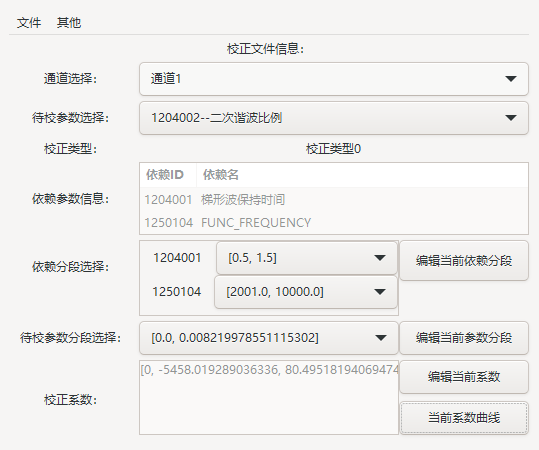 文件 其他
校正文件信息:
通道选择: 通道1
待校参数选择: 1204002--二次谐波比例
校正类型: 校正类型0
依赖ID 依赖名
依赖参数信息:
1204001 梯形波保持时间
1250104 FUNC_FREQUENCY
依赖分段选择:
1204001 [0.5, 1.5] 编辑当前依赖分段
1250104 [2001.0, 10000.0]
待校参数分段选择: [0.0, 0.008219978551115302] 编辑当前参数分段
校正系数:
[0, -5458.019289036336, 80.49518194069474
编辑当前系数
当前系数曲线